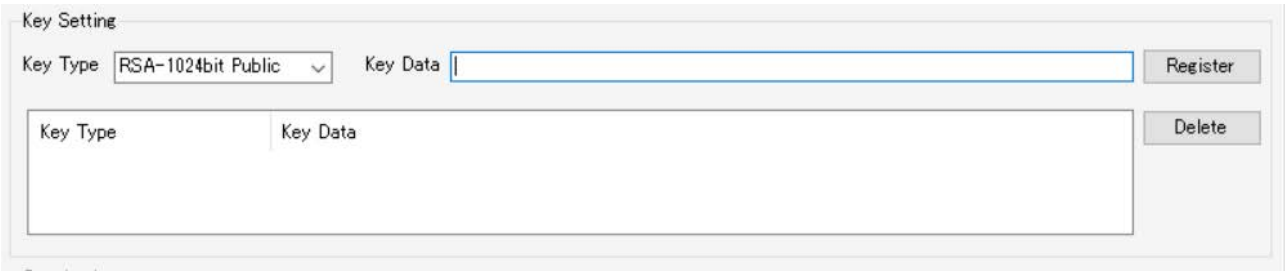 Key Setting
Key Type RSA-1024bit Public Key Data Register
Key Type Key Data Delete